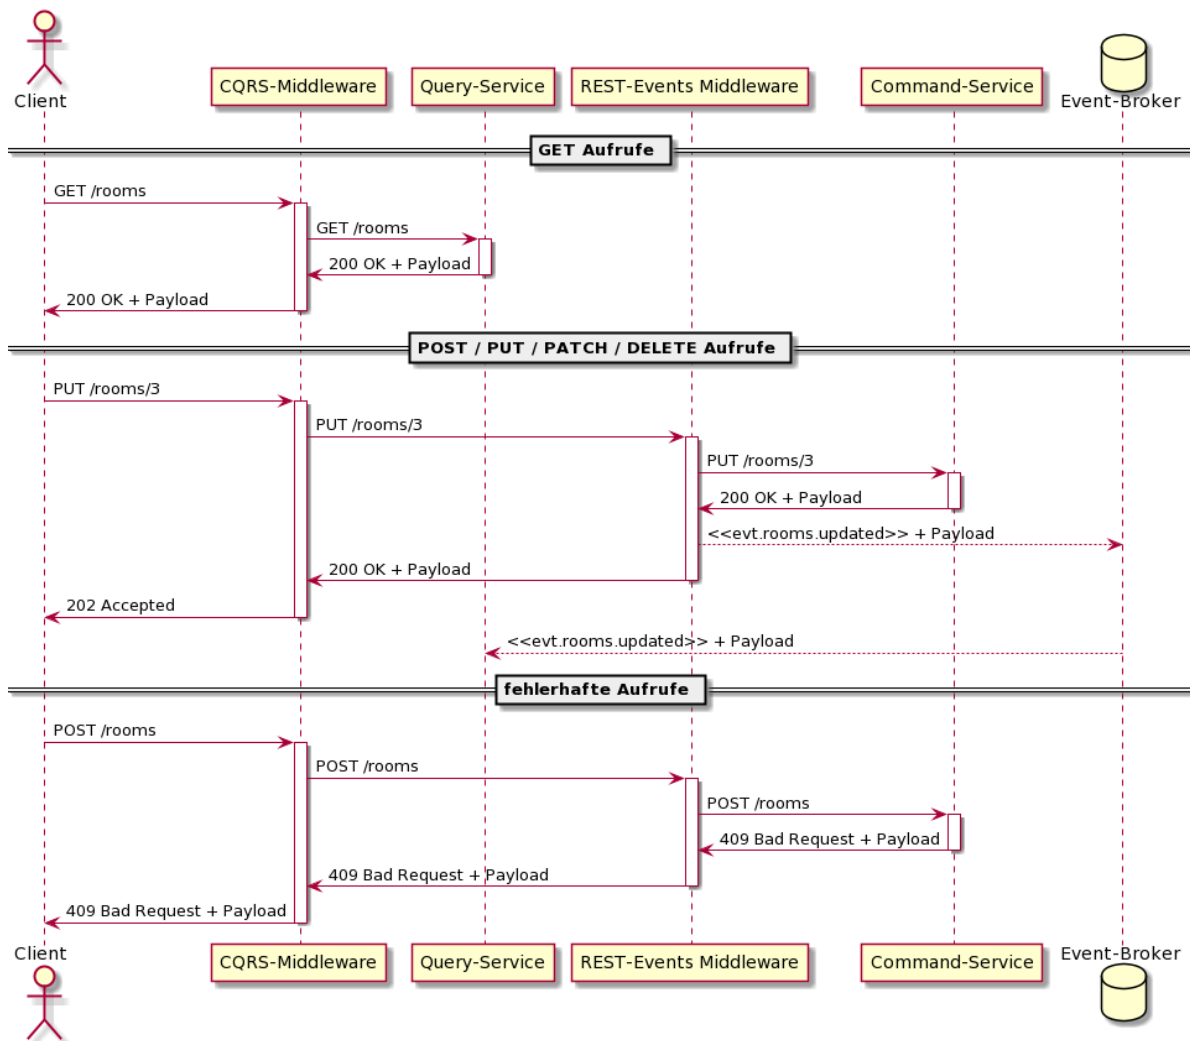 Client
CQRS-Middleware
Query-Service
REST-Events Middleware
Command-Service
Event-Broker
GET Aufrufe
GET /rooms
GET /rooms
200 OK + Payload
200 OK + Payload
POST / PUT / PATCH / DELETE Aufrufe
PUT /rooms/3
PUT /rooms/3
PUT /rooms/3
200 OK + Payload
<<evt.rooms.updated>> + Payload
200 OK + Payload
202 Accepted
<<evt.rooms.updated>> + Payload
fehlerhafte Aufrufe
POST /rooms
POST /rooms
POST /rooms
409 Bad Request + Payload
409 Bad Request + Payload
409 Bad Request + Payload
Client
CQRS-Middleware
Query-Service
REST-Events Middleware
Command-Service
Event-Broker